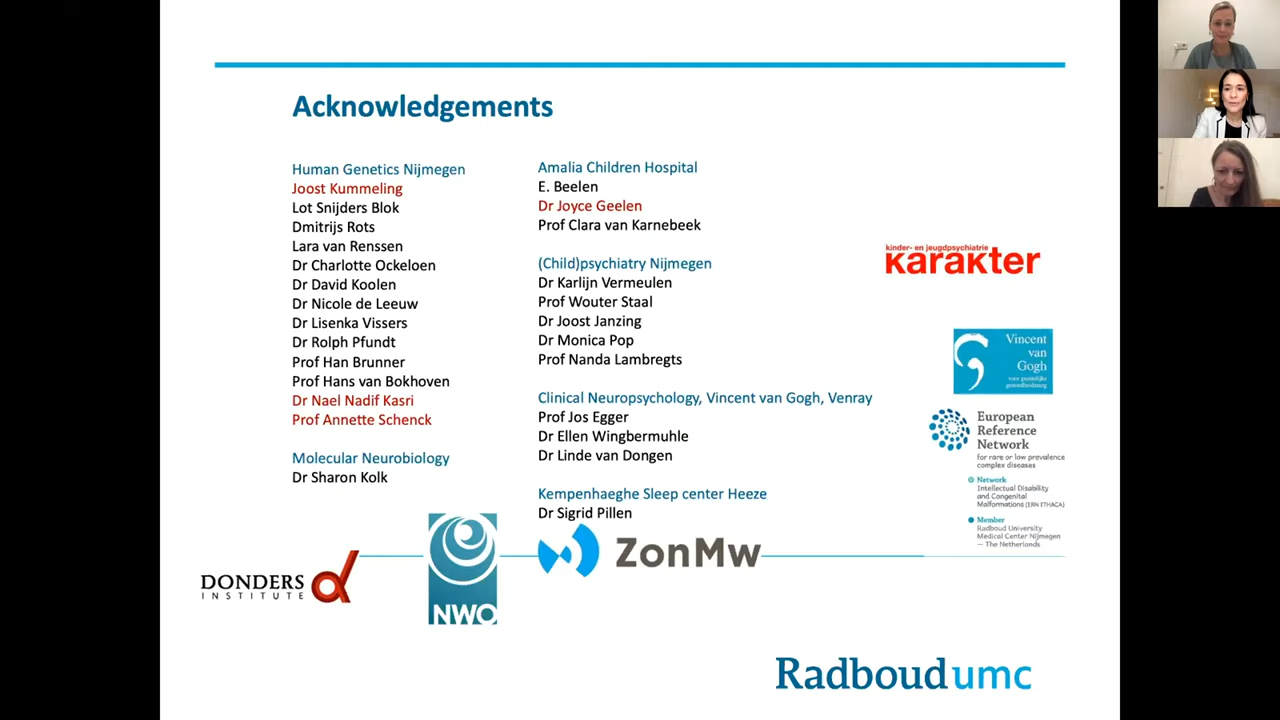 Acknowledgements
Human Genetics Nijmegen
Joost Kummeling
Lot Snijders Blok
Dmitrijs Rots
Lara van Renssen
Dr Charlotte Ockeloen
Dr David Koolen
Dr Nicole de Leeuw
Dr Lisenka Vissers
Dr Rolph Pfundt
Prof Han Brunner
Prof Hans van Bokhoven
Dr Nael Nadif Kasri
Prof Annette Schenck
Molecular Neurobiology
Dr Sharon Kolk
Amalia Children Hospital
E. Beelen
Dr Joyce Geelen
Prof Clara van Karnebeek
(Child)psychiatry Nijmegen
Dr Karlijn Vermeulen
Prof Wouter Staal
Dr Joost Janzing
Dr Monica Pop
Prof Nanda Lambregts
Clinical Neuropsychology, Vincent van Gogh, Venray
Prof Jos Egger
Dr Ellen Wingbermuhle
Dr Linde van Dongen
Kempenhaeghe Sleep center Heeze
Dr Sigrid Pillen
kinder- en jeugdpsychiatrie
karakter
Vincent
van
Gogh
voor geestelijke
gezondheidszorg
European
Reference
Network
for rare or low prevalence
complex diseases
Network
Intellectual Disability
and Congenital
Malformations (ERN ITHACA)
Member
Radboud University
Medical Center Nijmegen
— The Netherlands
DONDERS
INSTITUTE
NWO
ZonMw
Radboudumc